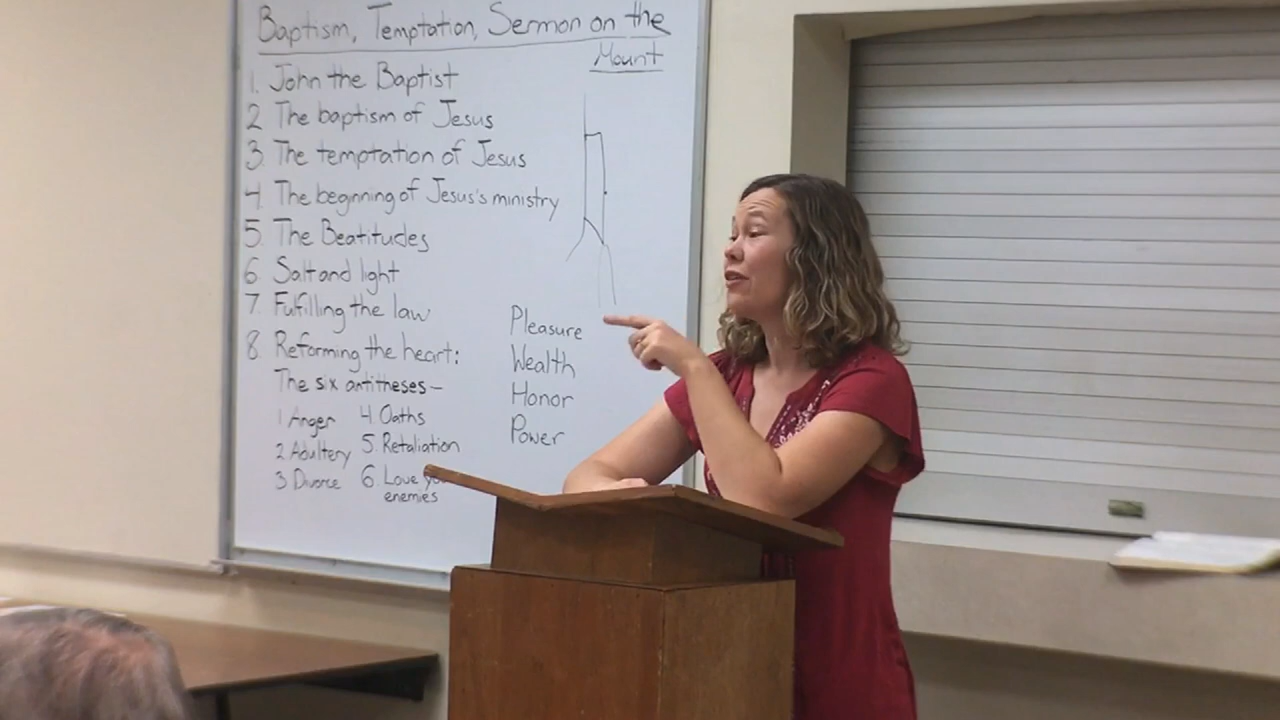 Baptism, Temptation, Sermon on the
Mount
1. John the Baptist
2 The baptism of Jesus
3. The temptation of Jesus
4. The beginning of Jesus's ministry
5. The Beatitudes
6. Salt and light
7. Fulfilling the law
8. Reforming the heart:
The six antitheses—
1 Anger
2 Adultery
3 Divorce
4. Oaths
5. Retaliation
6. Love
enemies
Pleasure
Wealth
Honor
Power